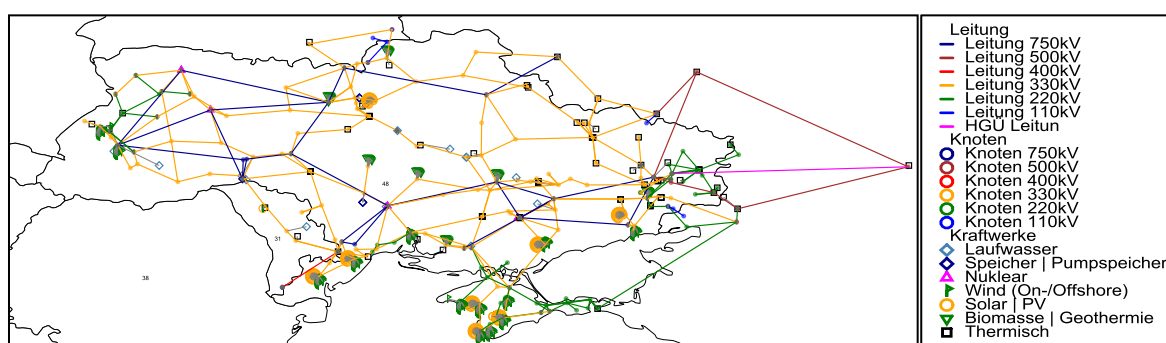 48
31
38
Leitung
Leitung 750kV
Leitung 500kV
Leitung 400kV
Leitung 330kV
Leitung 220kV
Leitung 110kV
HGÜ Leitun
Knoten
Knoten 750kV
Knoten 500kV
Knoten 400kV
Knoten 330kV
Knoten 220kV
Knoten 110kV
Kraftwerke
Laufwasser
Speicher | Pumpspeicher
Nuklear
Wind (On-/Offshore)
Solar | PV
Biomasse | Geothermie
Thermisch